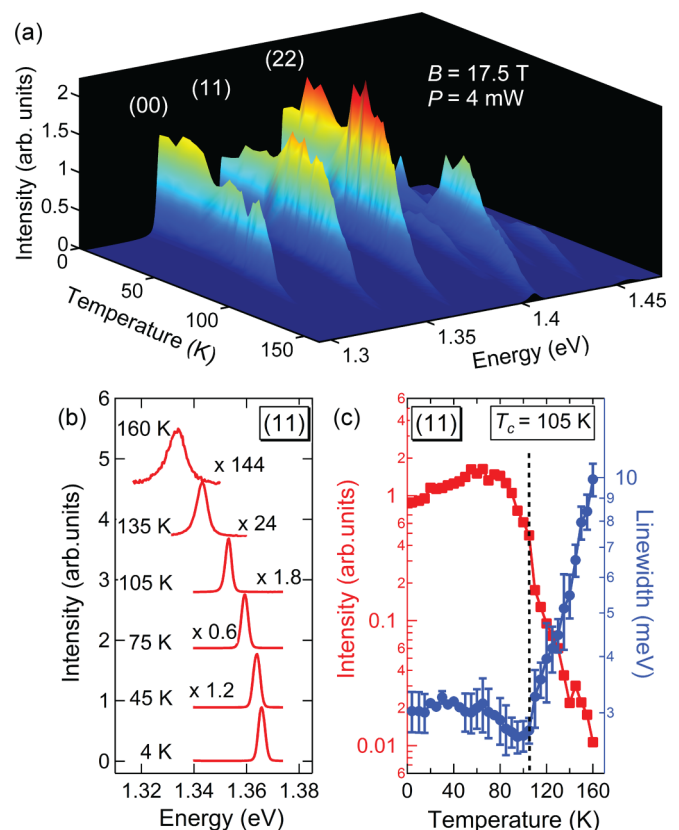 (a)
(22)
(11)
(00)
B = 17.5 T
P = 4 mW
Intensity (arb. units)
2
1.5
1
0.5
0
0
50
100
150
Temperature (K)
1.3
1.35
1.4
1.45
Energy (eV)
(b)
(11)
6
5
4
3
2
1
0
Intensity (arb.units)
160 K
x 144
135 K
x 24
105 K
x 1.8
75 K
x 0.6
45 K
x 1.2
4 K
1.32
1.34
1.36
1.38
Energy (eV)
(c)
(11)
Tc = 105 K
6
4
2
1
6
4
2
0.1
6
4
2
0.01
6
Intensity (arb.units)
10
9
8
7
6
5
4
3
Linewidth (meV)
0
40
80
120
160
Temperature (K)